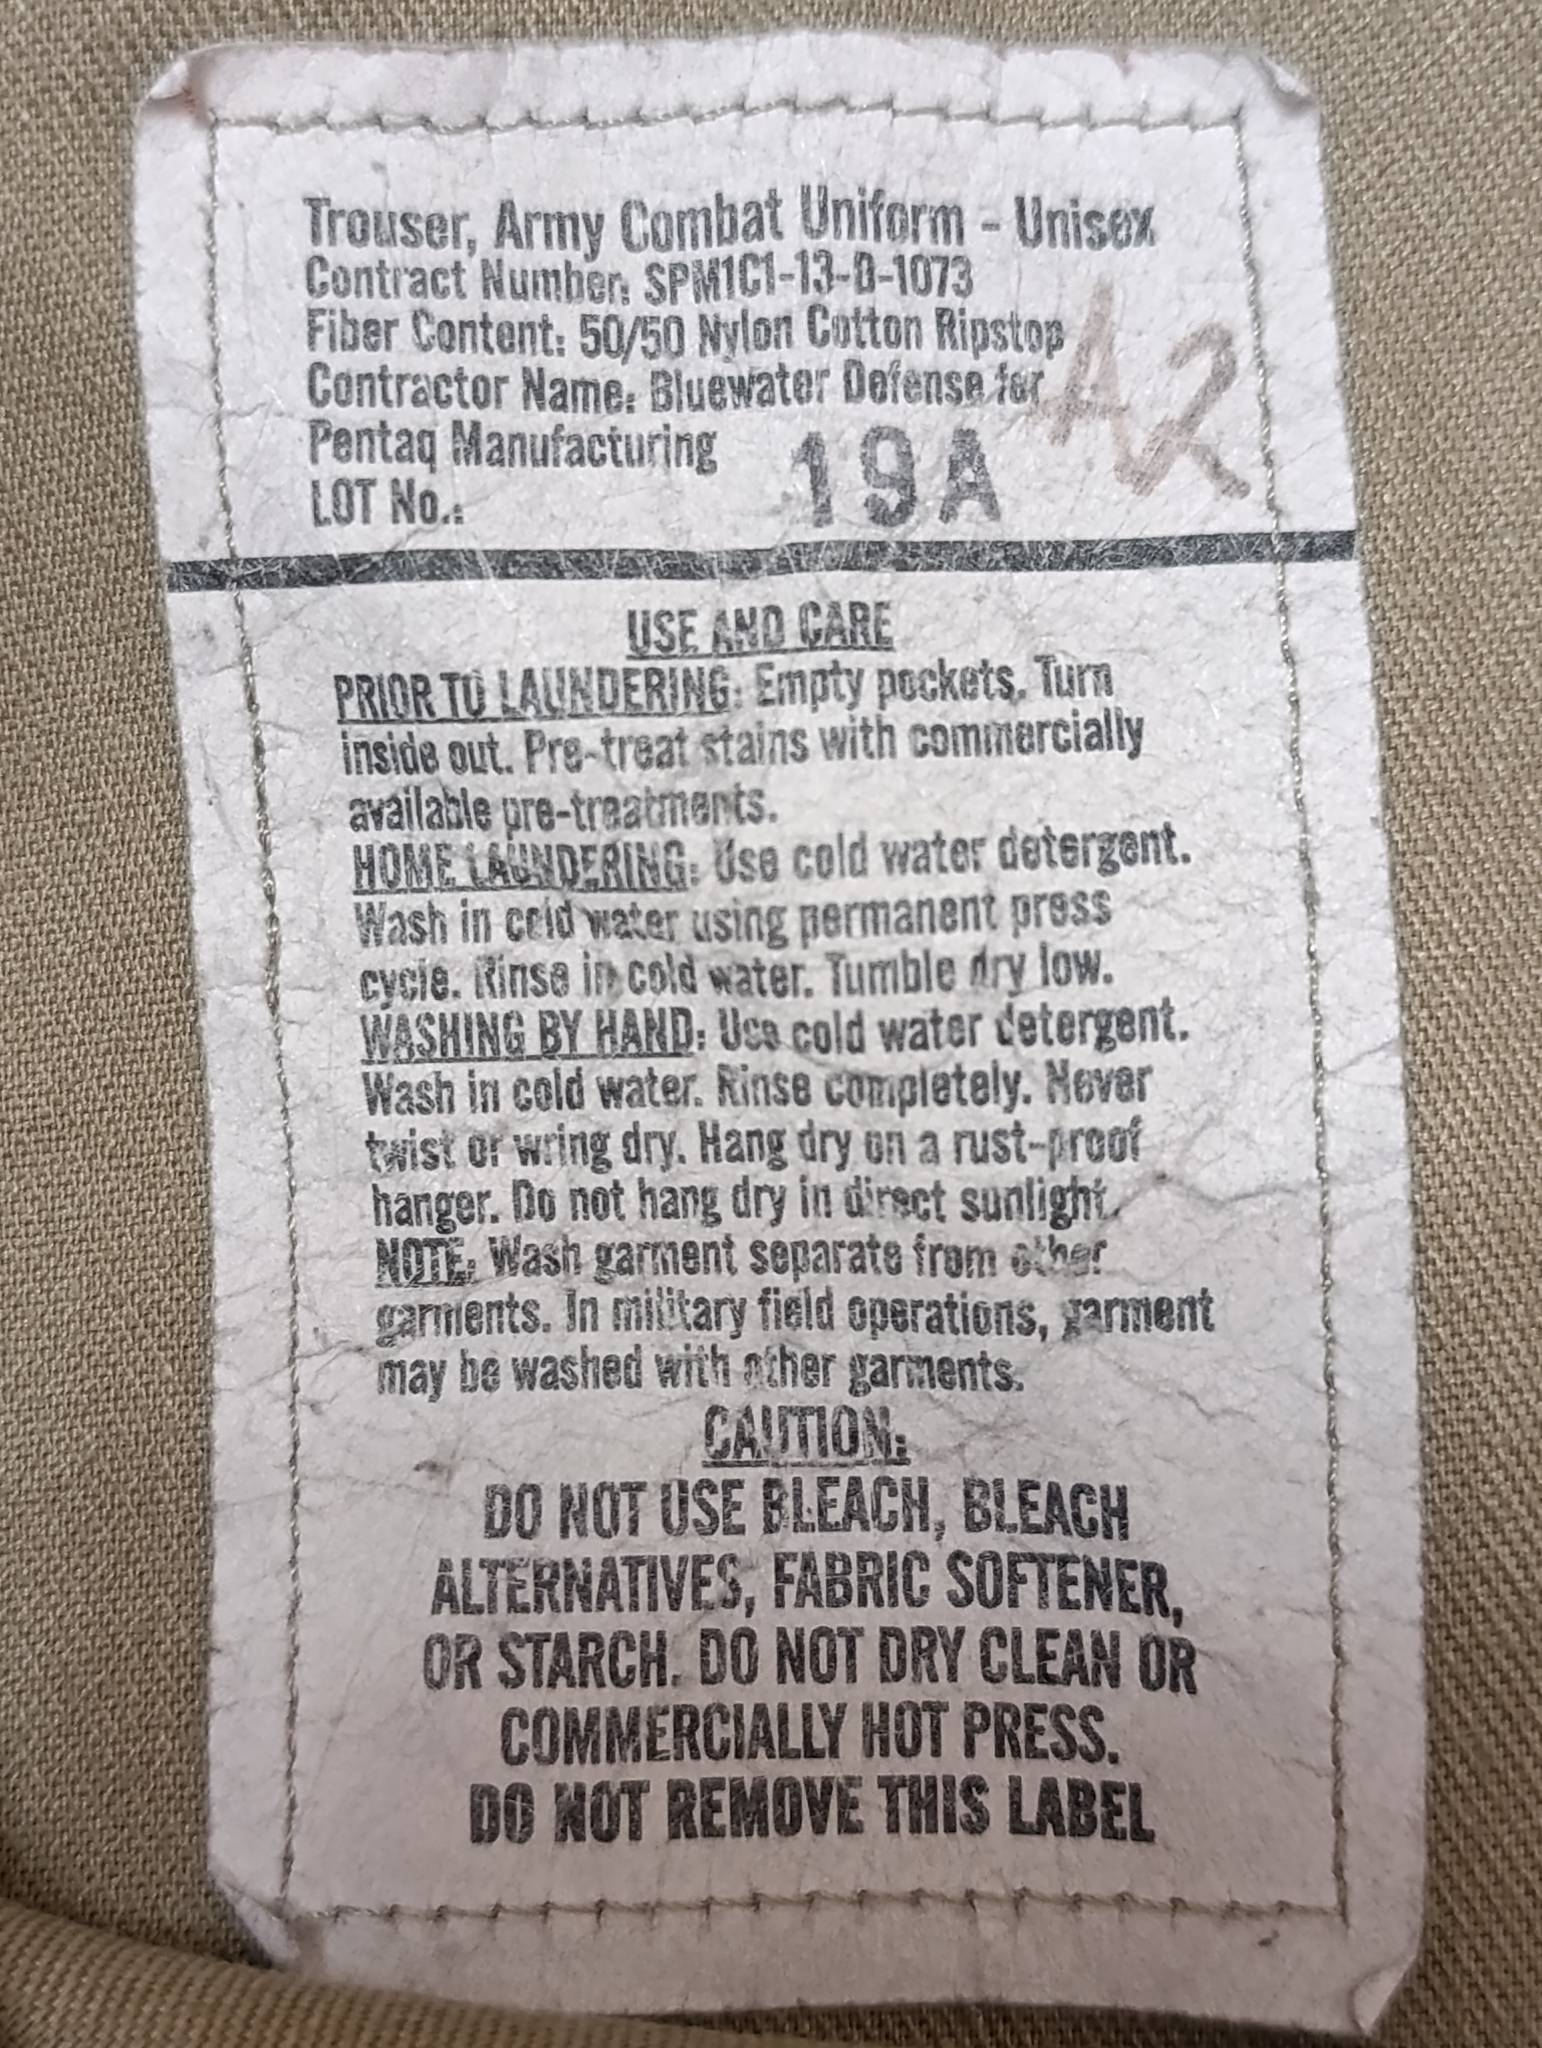 Trouser, Army Combat Uniform - Unisex
Contract Number: SPM1C1-13-D-1073
Fiber Content: 50/50 Nylon Cotton Ripstop
Contractor Name: Bluewater Defense for
Pentaq Manufacturing
LOT No.: 19A
A2
USE AND CARE
PRIOR TO LAUNDERING: Empty pockets. Turn
inside out. Pre-treat stains with commercially
available pre-treatments.
HOME LAUNDERING: Use cold water detergent.
Wash in cold water using permanent press
cycle. Rinse in cold water. Tumble dry low.
WASHING BY HAND: Use cold water detergent.
Wash in cold water. Rinse completely. Never
twist or wring dry. Hang dry on a rust-proof
hanger. Do not hang dry in direct sunlight.
NOTE: Wash garment separate from other
garments. In military field operations, garment
may be washed with other garments.
CAUTION:
DO NOT USE BLEACH, BLEACH
ALTERNATIVES, FABRIC SOFTENER,
OR STARCH. DO NOT DRY CLEAN OR
COMMERCIALLY HOT PRESS.
DO NOT REMOVE THIS LABEL